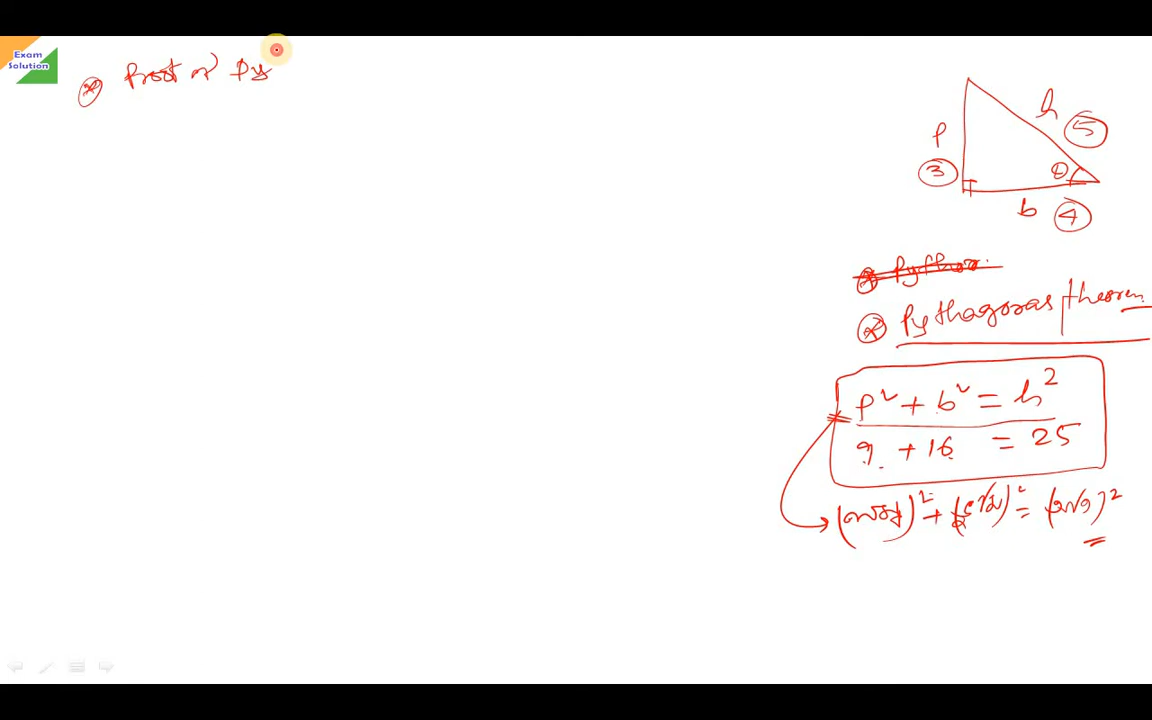 Exam
Solution
Proof of Py
p
h
5
3
θ
b
4
Pythagoras theorem
p² + b² = h²
9 + 16 = 25